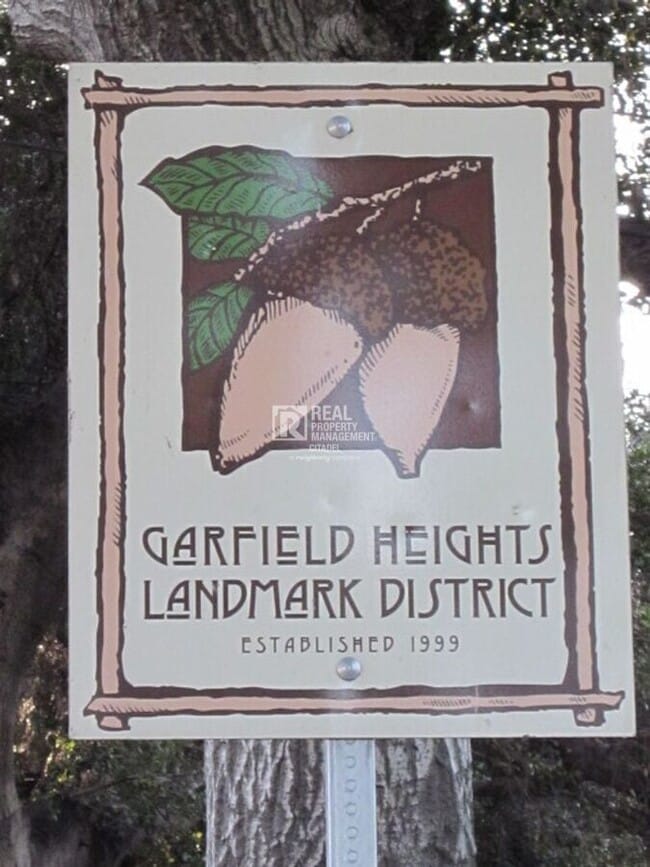 REAL
PROPERTY
MANAGEMENT
CITADEL
GARFIELD HEIGHTS
LANDMARK DISTRICT
ESTABLISHED 1999